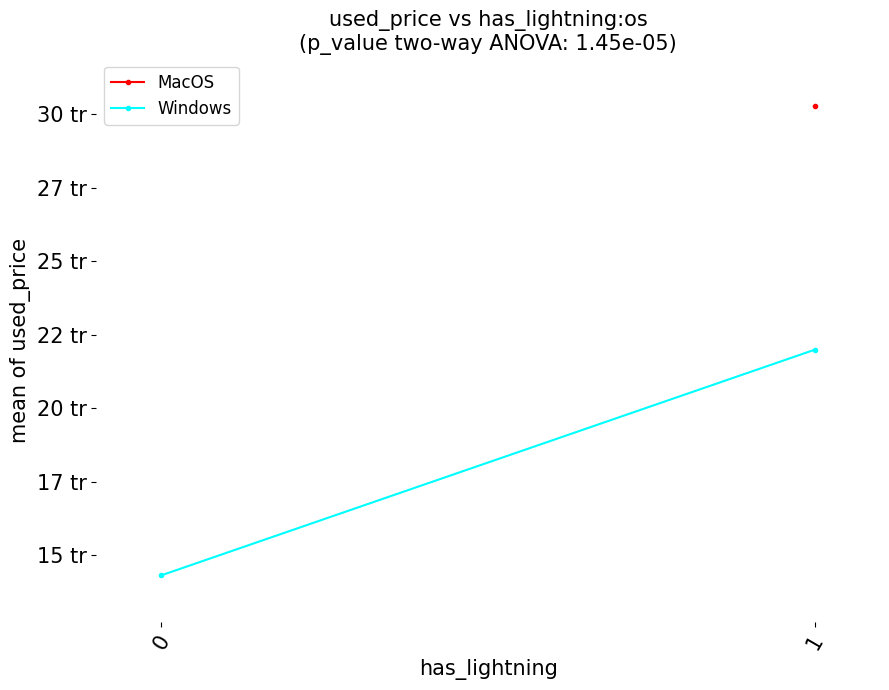 used_price vs has_lightning:os
(p_value two-way ANOVA: 1.45e-05)
MacOS
Windows
30 tr
27 tr
25 tr
22 tr
20 tr
17 tr
15 tr
mean of used_price
0
1
has_lightning